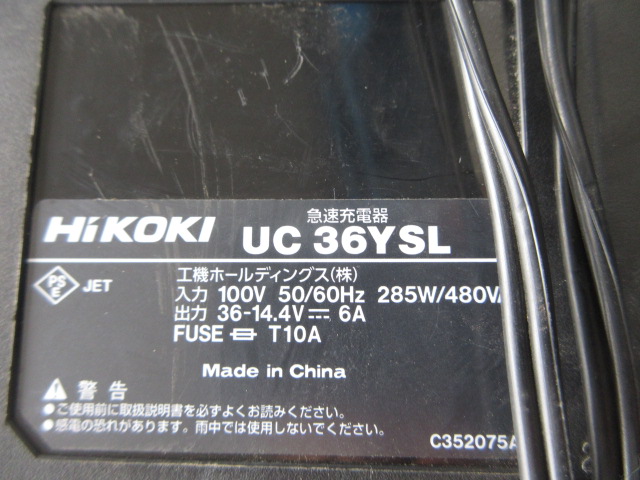 急速充電器
HiKOKI UC 36YSL
PS E JET
工機ホールディングス(株)
入力 100V 50/60Hz 285W/480VA
出力 36-14.4V⎓ 6A
FUSE T10A
Made in China
⚠ 警告
●ご使用前に取扱説明書を必ずよくお読みください。
●感電の恐れがあります。雨中では使用しないでください。
C352075A